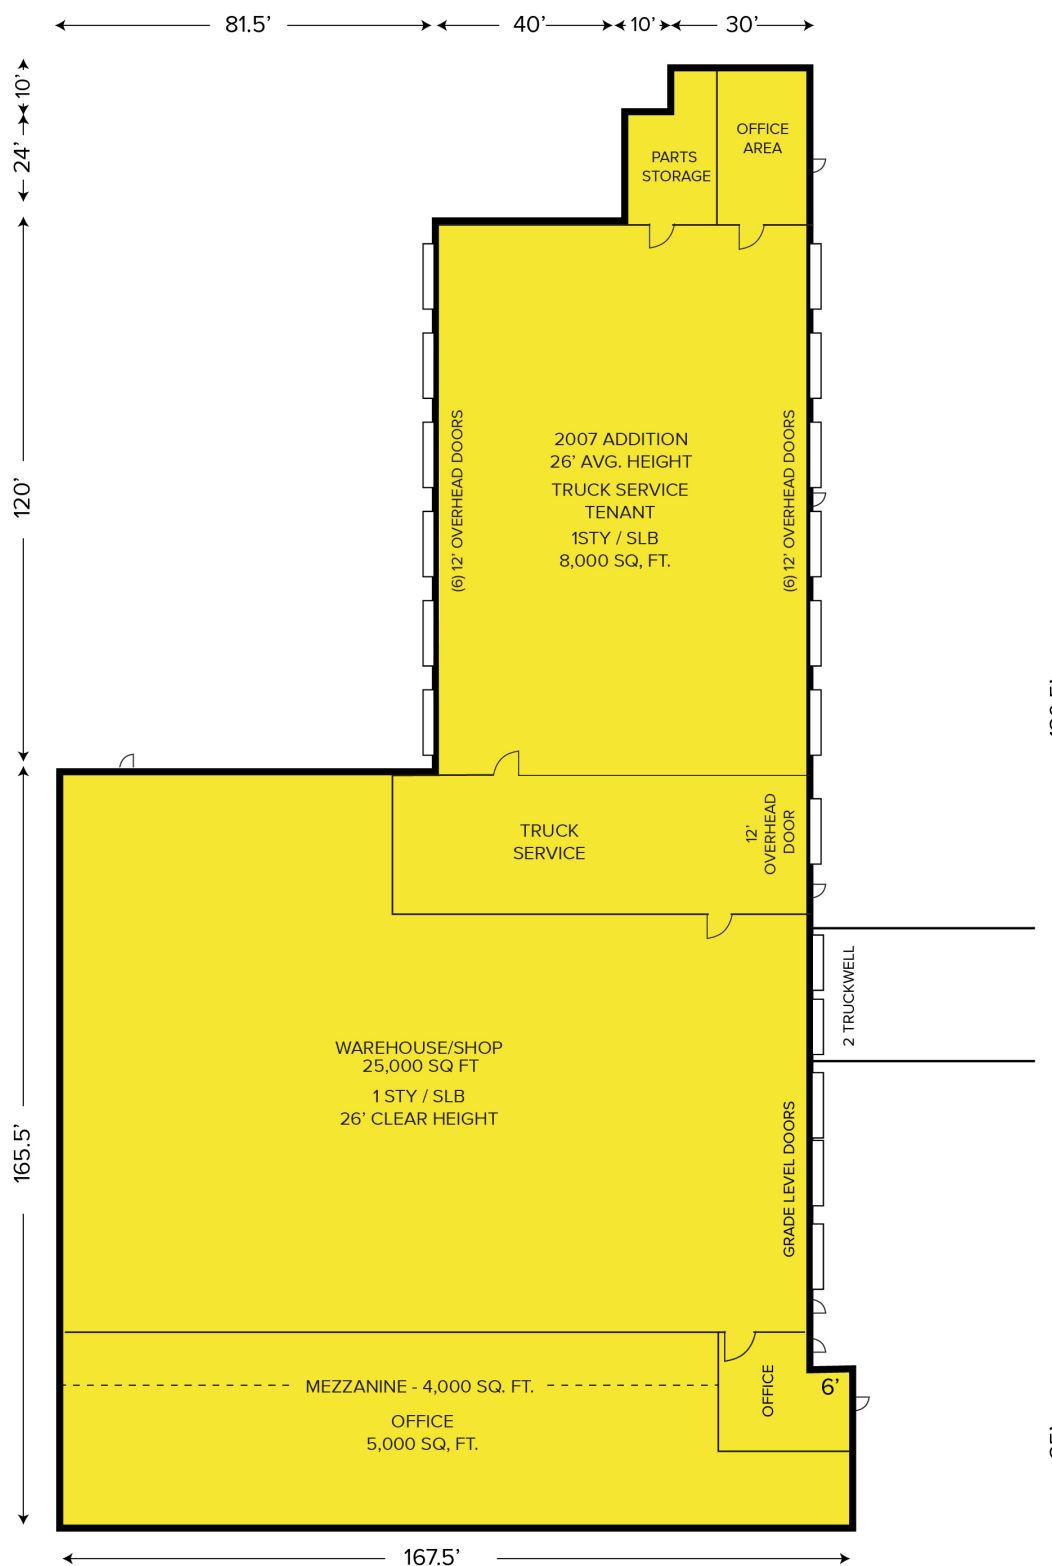 81.5’
40’
10’
30’
10’
24’
120’
165.5’
OFFICE
AREA
PARTS
STORAGE
(6) 12’ OVERHEAD DOORS
2007 ADDITION
26’ AVG. HEIGHT
TRUCK SERVICE
TENANT
1STY / SLB
8,000 SQ, FT.
(6) 12’ OVERHEAD DOORS
TRUCK
SERVICE
12’
OVERHEAD
DOOR
2 TRUCKWELL
WAREHOUSE/SHOP
25,000 SQ FT
1 STY / SLB
26’ CLEAR HEIGHT
GRADE LEVEL DOORS
MEZZANINE - 4,000 SQ. FT.
OFFICE
5,000 SQ, FT.
OFFICE
6’
167.5’